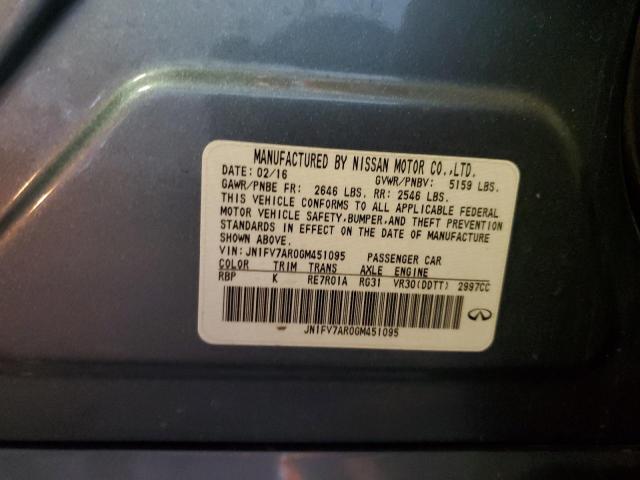 MANUFACTURED BY NISSAN MOTOR CO.,LTD.
DATE: 02/16 GVWR/PNBV: 5159 LBS.
GAWR/PNBE FR: 2646 LBS. RR: 2546 LBS.
THIS VEHICLE CONFORMS TO ALL APPLICABLE FEDERAL
MOTOR VEHICLE SAFETY,BUMPER,AND THEFT PREVENTION
STANDARDS IN EFFECT ON THE DATE OF MANUFACTURE
SHOWN ABOVE.
VIN: JN1FV7AR0GM451095 PASSENGER CAR
COLOR TRIM TRANS AXLE ENGINE
RBP K RE7R01A RG31 VR30(DDTT) 2997CC
JN1FV7AR0GM451095